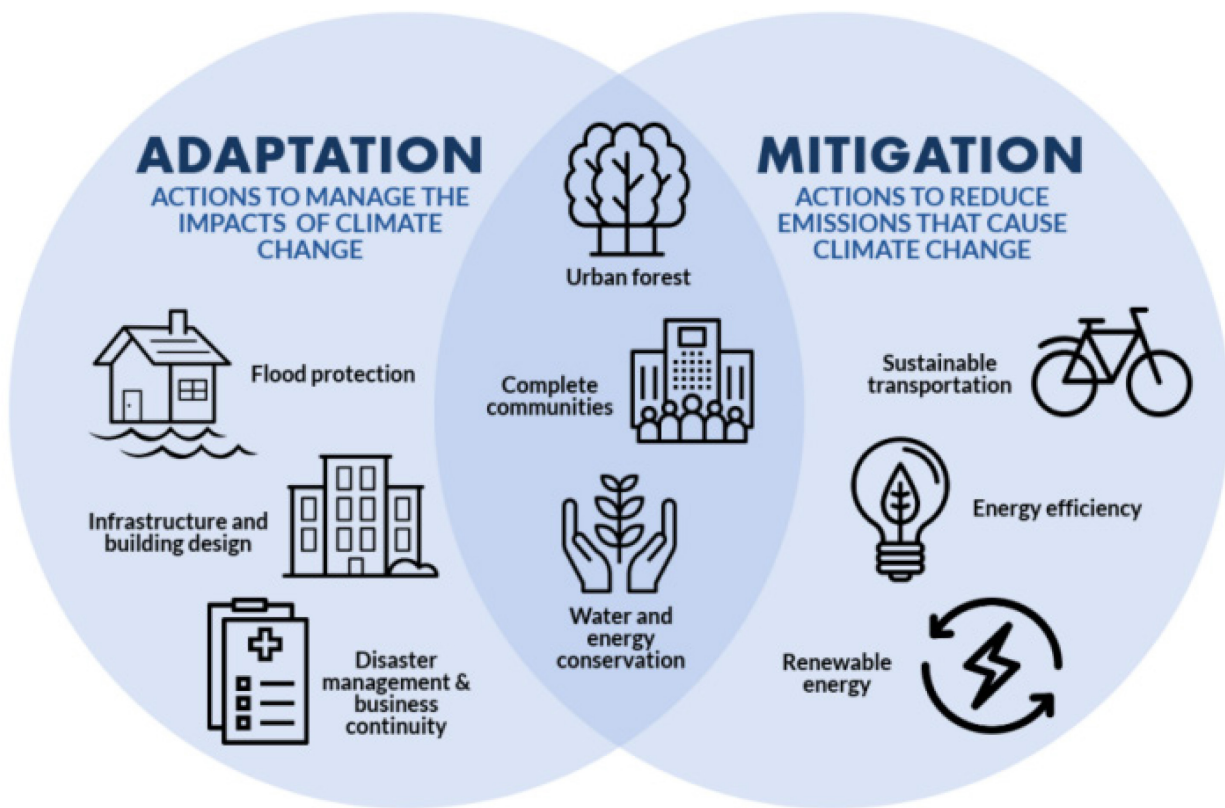 ADAPTATION
ACTIONS TO MANAGE THE
IMPACTS OF CLIMATE
CHANGE
Flood protection
Infrastructure and
building design
Disaster
management &
business
continuity
Urban forest
Complete
communities
Water and
energy
conservation
MITIGATION
ACTIONS TO REDUCE
EMISSIONS THAT CAUSE
CLIMATE CHANGE
Sustainable
transportation
Energy efficiency
Renewable
energy